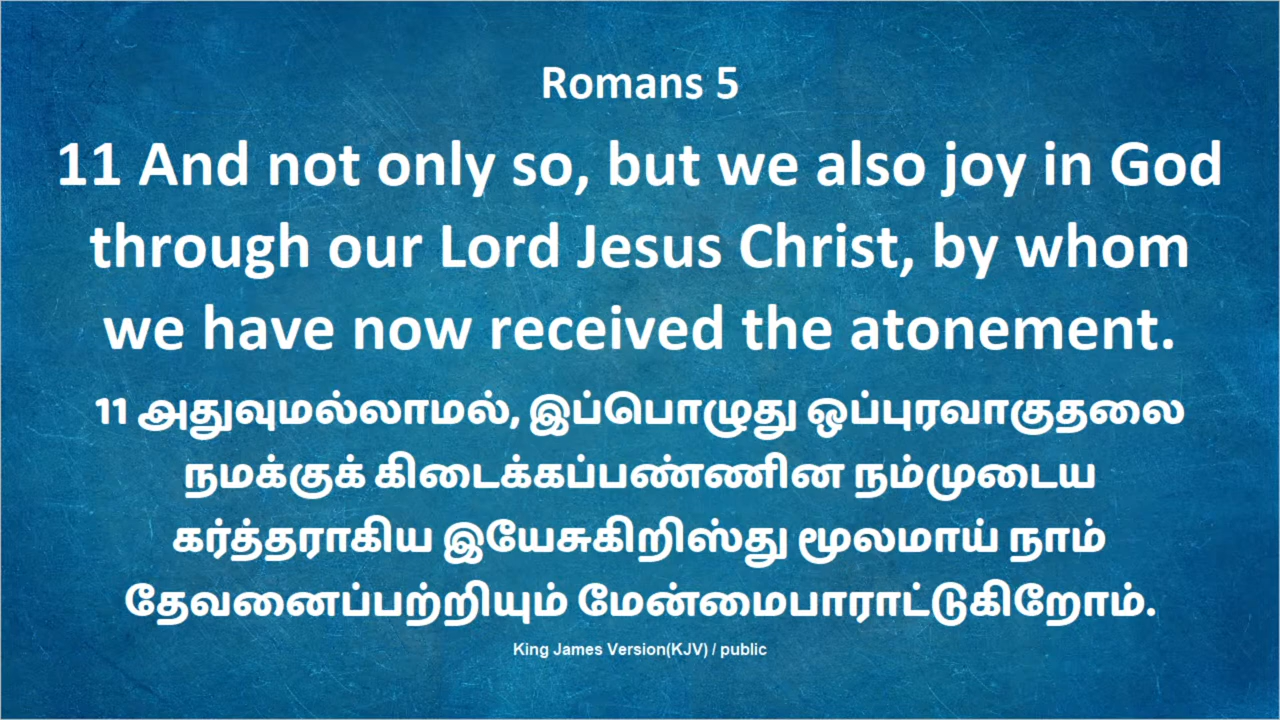 Romans 5
11 And not only so, but we also joy in God
through our Lord Jesus Christ, by whom
we have now received the atonement.
11 அதுவுமல்லாமல், இப்பொழுது ஒப்புரவாகுதலை
நமக்குக் கிடைக்கப்பண்ணின நம்முடைய
கர்த்தராகிய இயேசுகிறிஸ்து மூலமாய் நாம்
தேவனைப்பற்றியும் மேன்மைபாராட்டுகிறோம்.
King James Version(KJV) / public